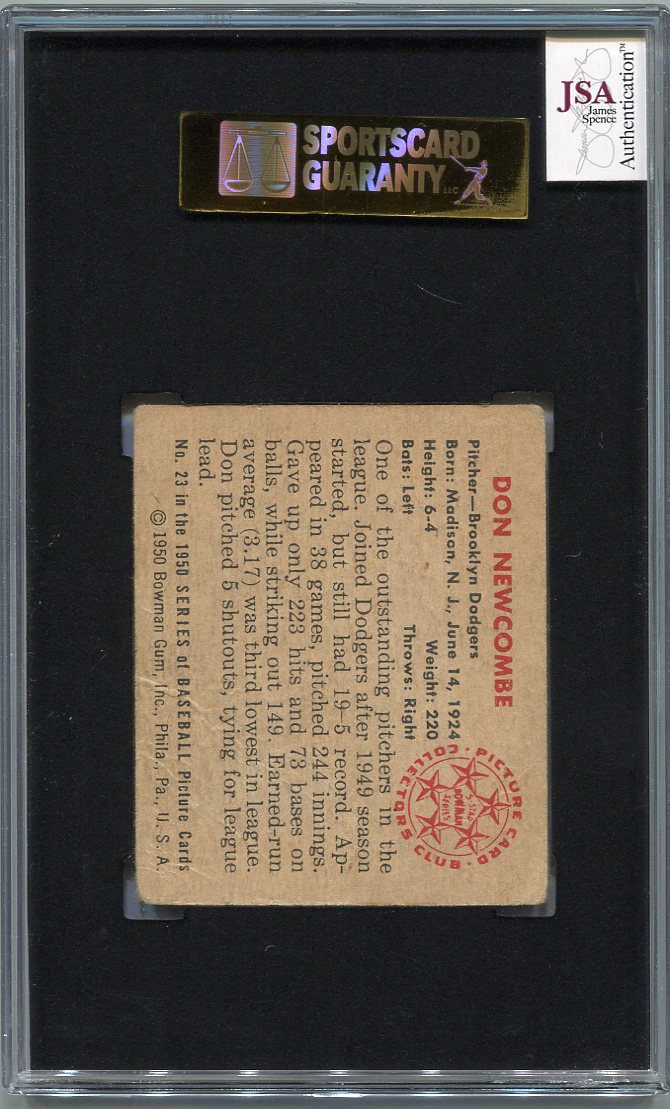 SPORTSCARD
GUARANTY LLC
JSA
James
Spence
Authentication™
DON NEWCOMBE
Pitcher—Brooklyn Dodgers
Born: Madison, N. J., June 14, 1924
Height: 6-4 Weight: 220
Bats: Left Throws: Right
One of the outstanding pitchers in the
league. Joined Dodgers after 1949 season
started, but still had 19-5 record. Ap-
peared in 38 games, pitched 244 innings.
Gave up only 223 hits and 73 bases on
balls, while striking out 149. Earned-run
average (3.17) was third lowest in league.
Don pitched 5 shutouts, tying for league
lead.
No. 23 in the 1950 SERIES of BASEBALL Picture Cards
© 1950 Bowman Gum, Inc., Phila., Pa., U. S. A.
· PICTURE CARD ·
COLLECTORS CLUB
5-STAR
BOWMAN
SERIES